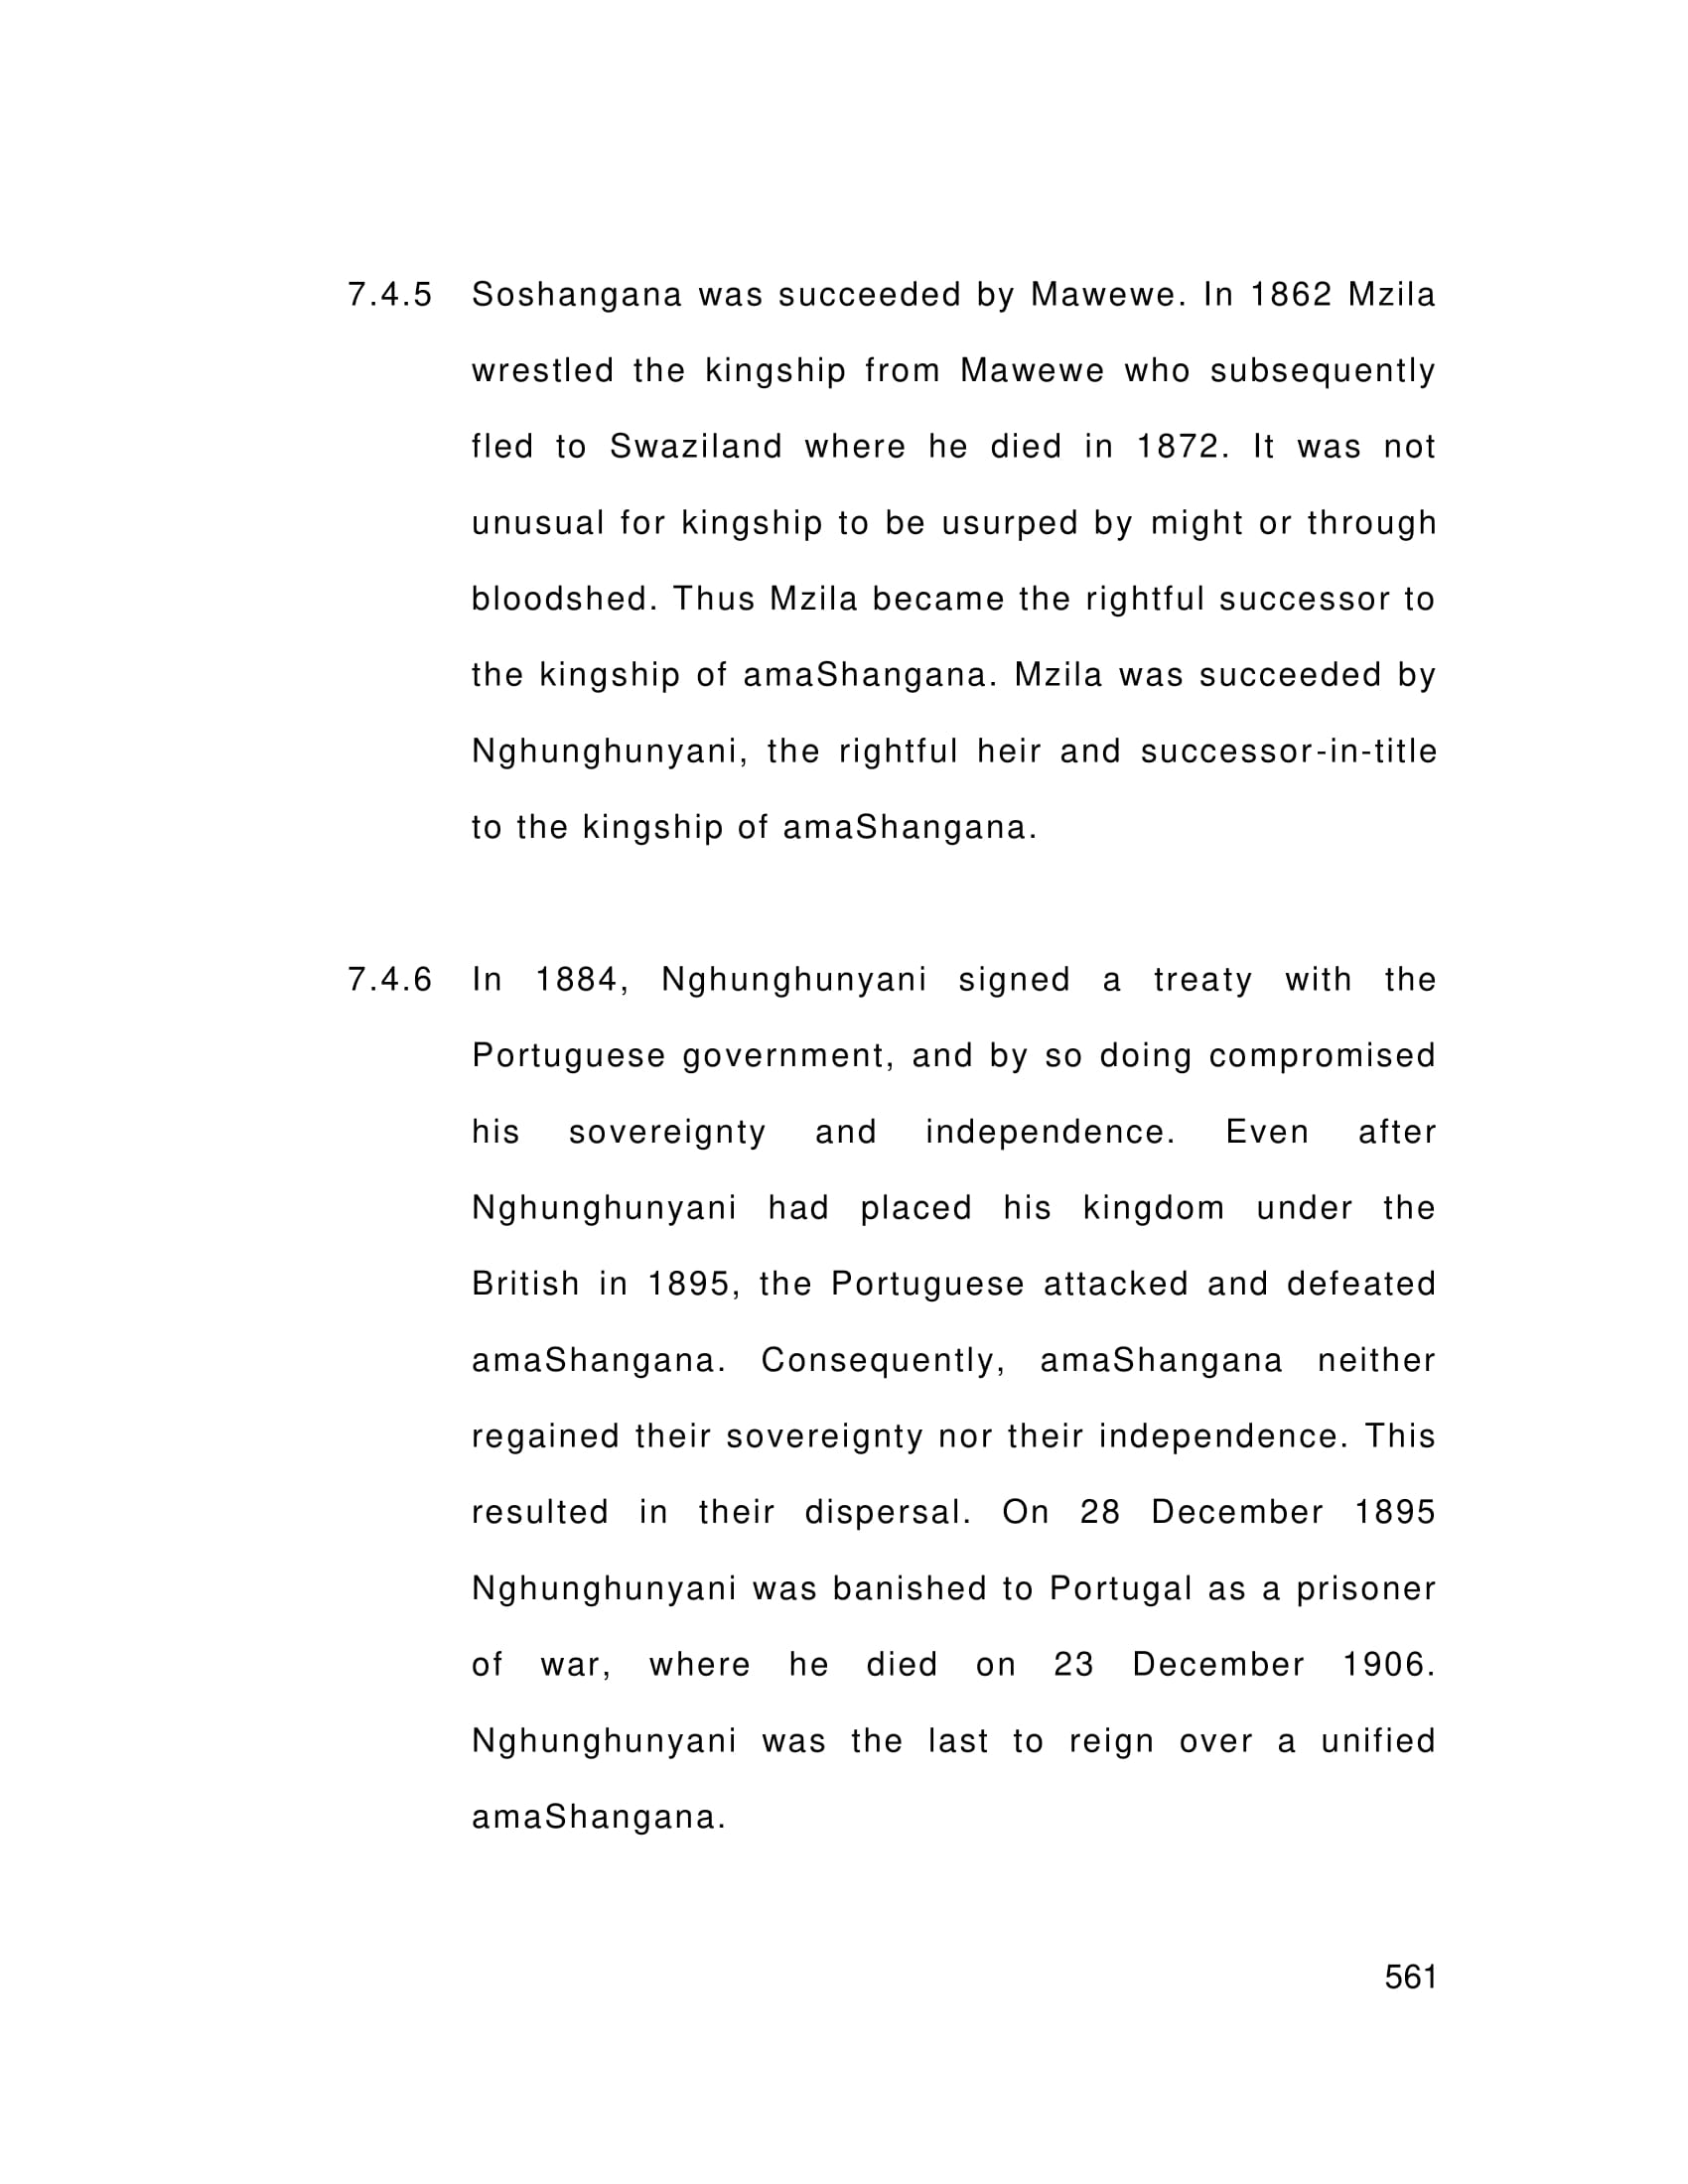 7.4.5 Soshangana was succeeded by Mawewe. In 1862 Mzila
wrestled the kingship from Mawewe who subsequently
fled to Swaziland where he died in 1872. It was not
unusual for kingship to be usurped by might or through
bloodshed. Thus Mzila became the rightful successor to
the kingship of amaShangana. Mzila was succeeded by
Nghunghunyani, the rightful heir and successor-in-title
to the kingship of amaShangana.
7.4.6 In 1884, Nghunghunyani signed a treaty with the
Portuguese government, and by so doing compromised
his sovereignty and independence. Even after
Nghunghunyani had placed his kingdom under the
British in 1895, the Portuguese attacked and defeated
amaShangana. Consequently, amaShangana neither
regained their sovereignty nor their independence. This
resulted in their dispersal. On 28 December 1895
Nghunghunyani was banished to Portugal as a prisoner
of war, where he died on 23 December 1906.
Nghunghunyani was the last to reign over a unified
amaShangana.
561